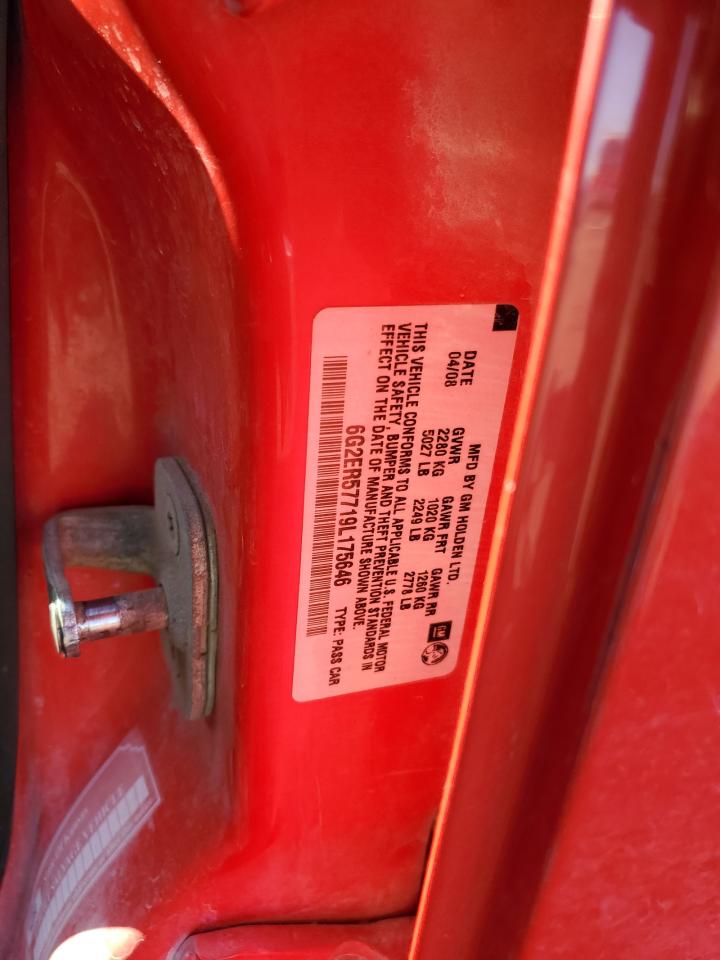 MFD BY GM HOLDEN LTD.
DATE GVWR GAWR FRT GAWR RR
04/08 2280 KG 1020 KG 1260 KG
5027 LB 2249 LB 2778 LB
GM
THIS VEHICLE CONFORMS TO ALL APPLICABLE U.S. FEDERAL MOTOR
VEHICLE SAFETY, BUMPER AND THEFT PREVENTION STANDARDS IN
EFFECT ON THE DATE OF MANUFACTURE SHOWN ABOVE.
6G2ER57719L175646 TYPE: PASS CAR
VEHICLE